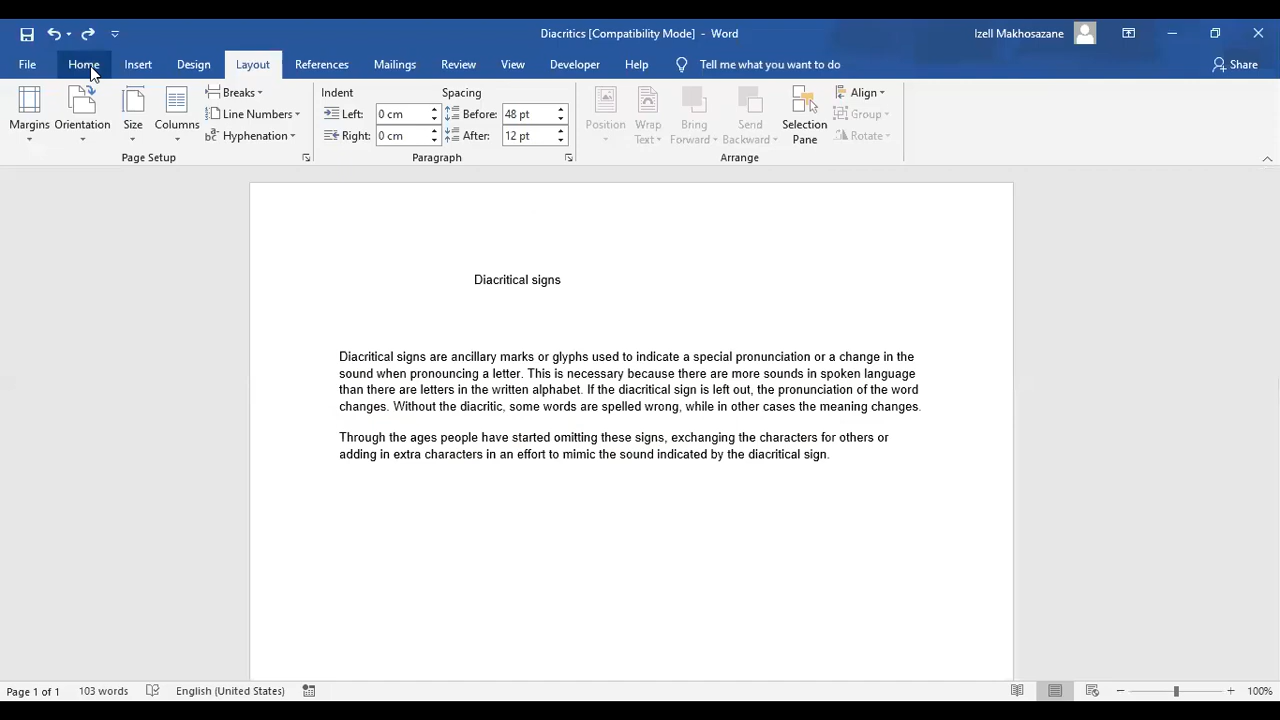 Diacritics [Compatibility Mode] - Word
Izell Makhosazane
File Home Insert Design Layout References Mailings Review View Developer Help Tell me what you want to do Share
Margins
Orientation
Size
Columns
Breaks
Line Numbers
Hyphenation
Page Setup
Indent
Left: 0 cm
Right: 0 cm
Spacing
Before: 48 pt
After: 12 pt
Paragraph
Position
Wrap
Text
Bring
Forward
Send
Backward
Selection
Pane
Align
Group
Rotate
Arrange
Diacritical signs
Diacritical signs are ancillary marks or glyphs used to indicate a special pronunciation or a change in the
sound when pronouncing a letter. This is necessary because there are more sounds in spoken language
than there are letters in the written alphabet. If the diacritical sign is left out, the pronunciation of the word
changes. Without the diacritic, some words are spelled wrong, while in other cases the meaning changes.
Through the ages people have started omitting these signs, exchanging the characters for others or
adding in extra characters in an effort to mimic the sound indicated by the diacritical sign.
Page 1 of 1 103 words English (United States) 100%